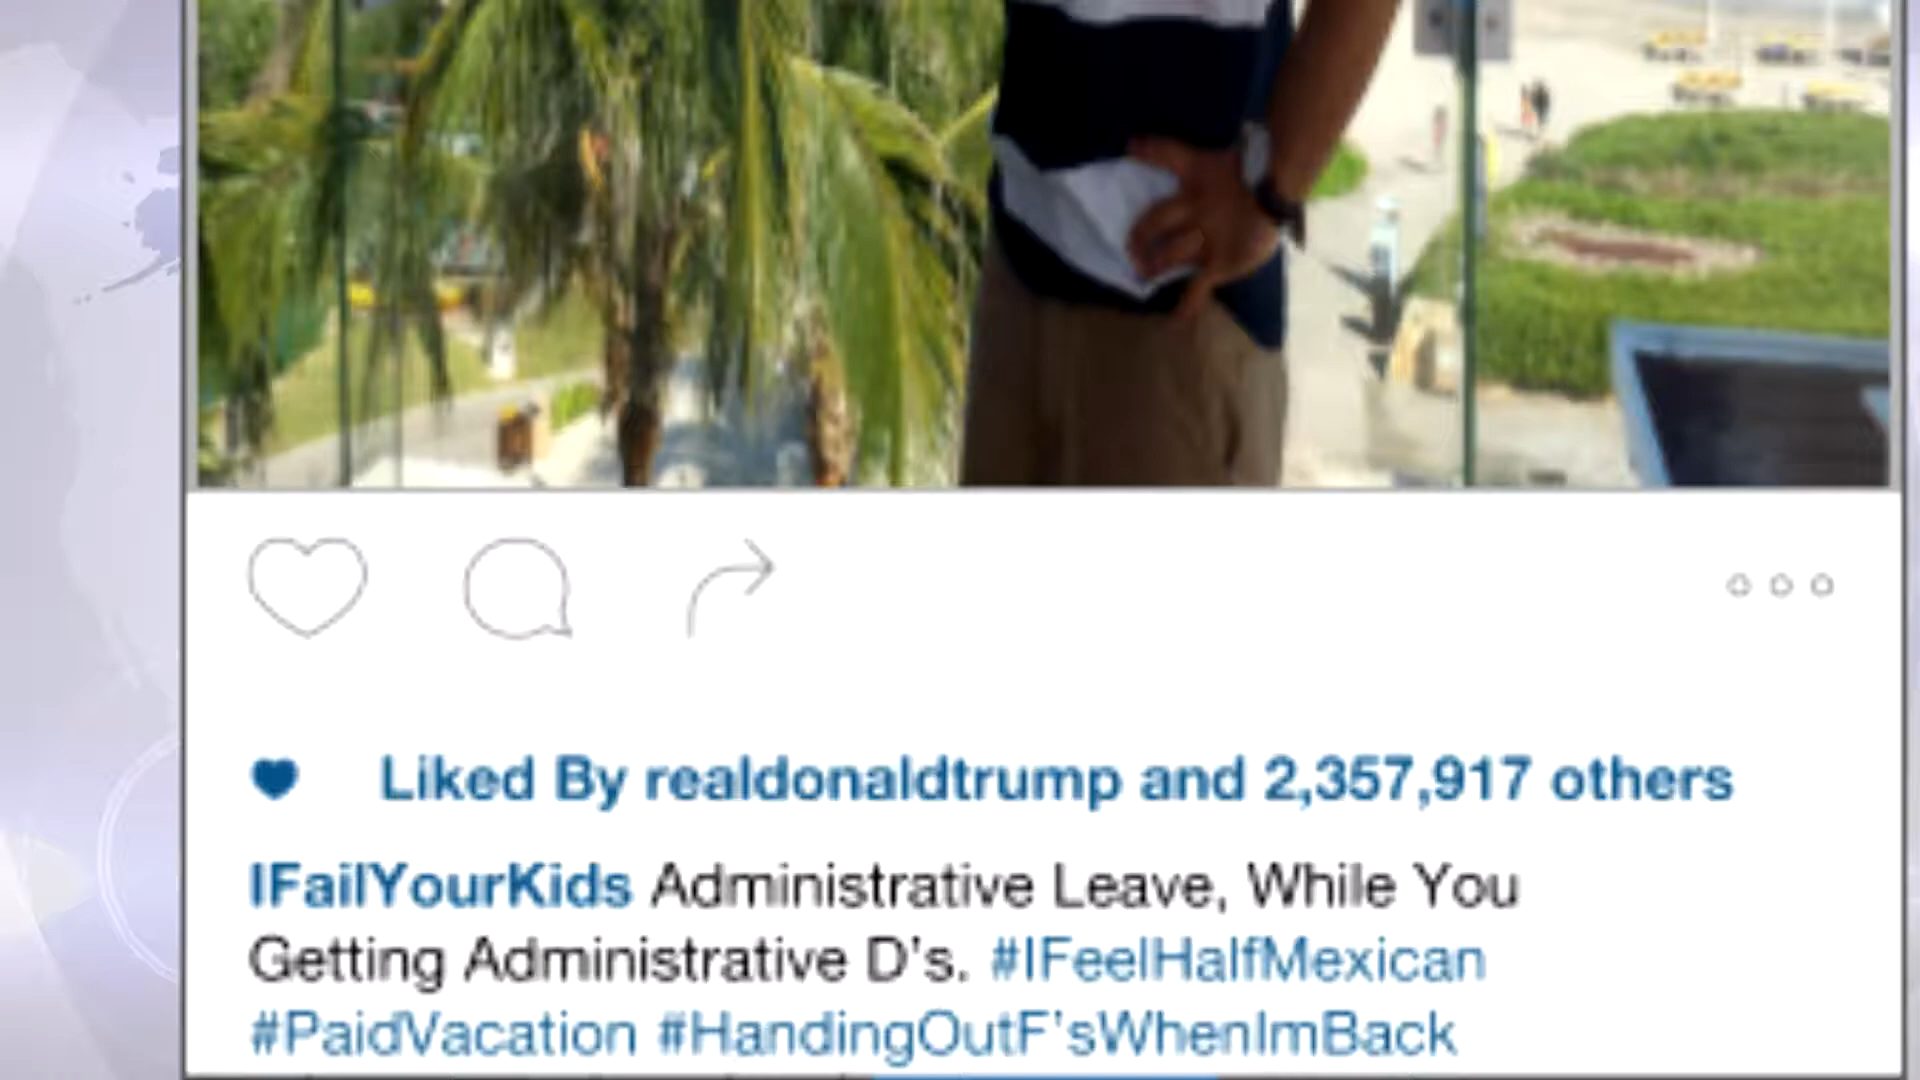 Liked By realdonaldtrump and 2,357,917 others
IFailYourKids Administrative Leave, While You
Getting Administrative D's. #IFeelHalfMexican
#PaidVacation #HandingOutF'sWhenImBack